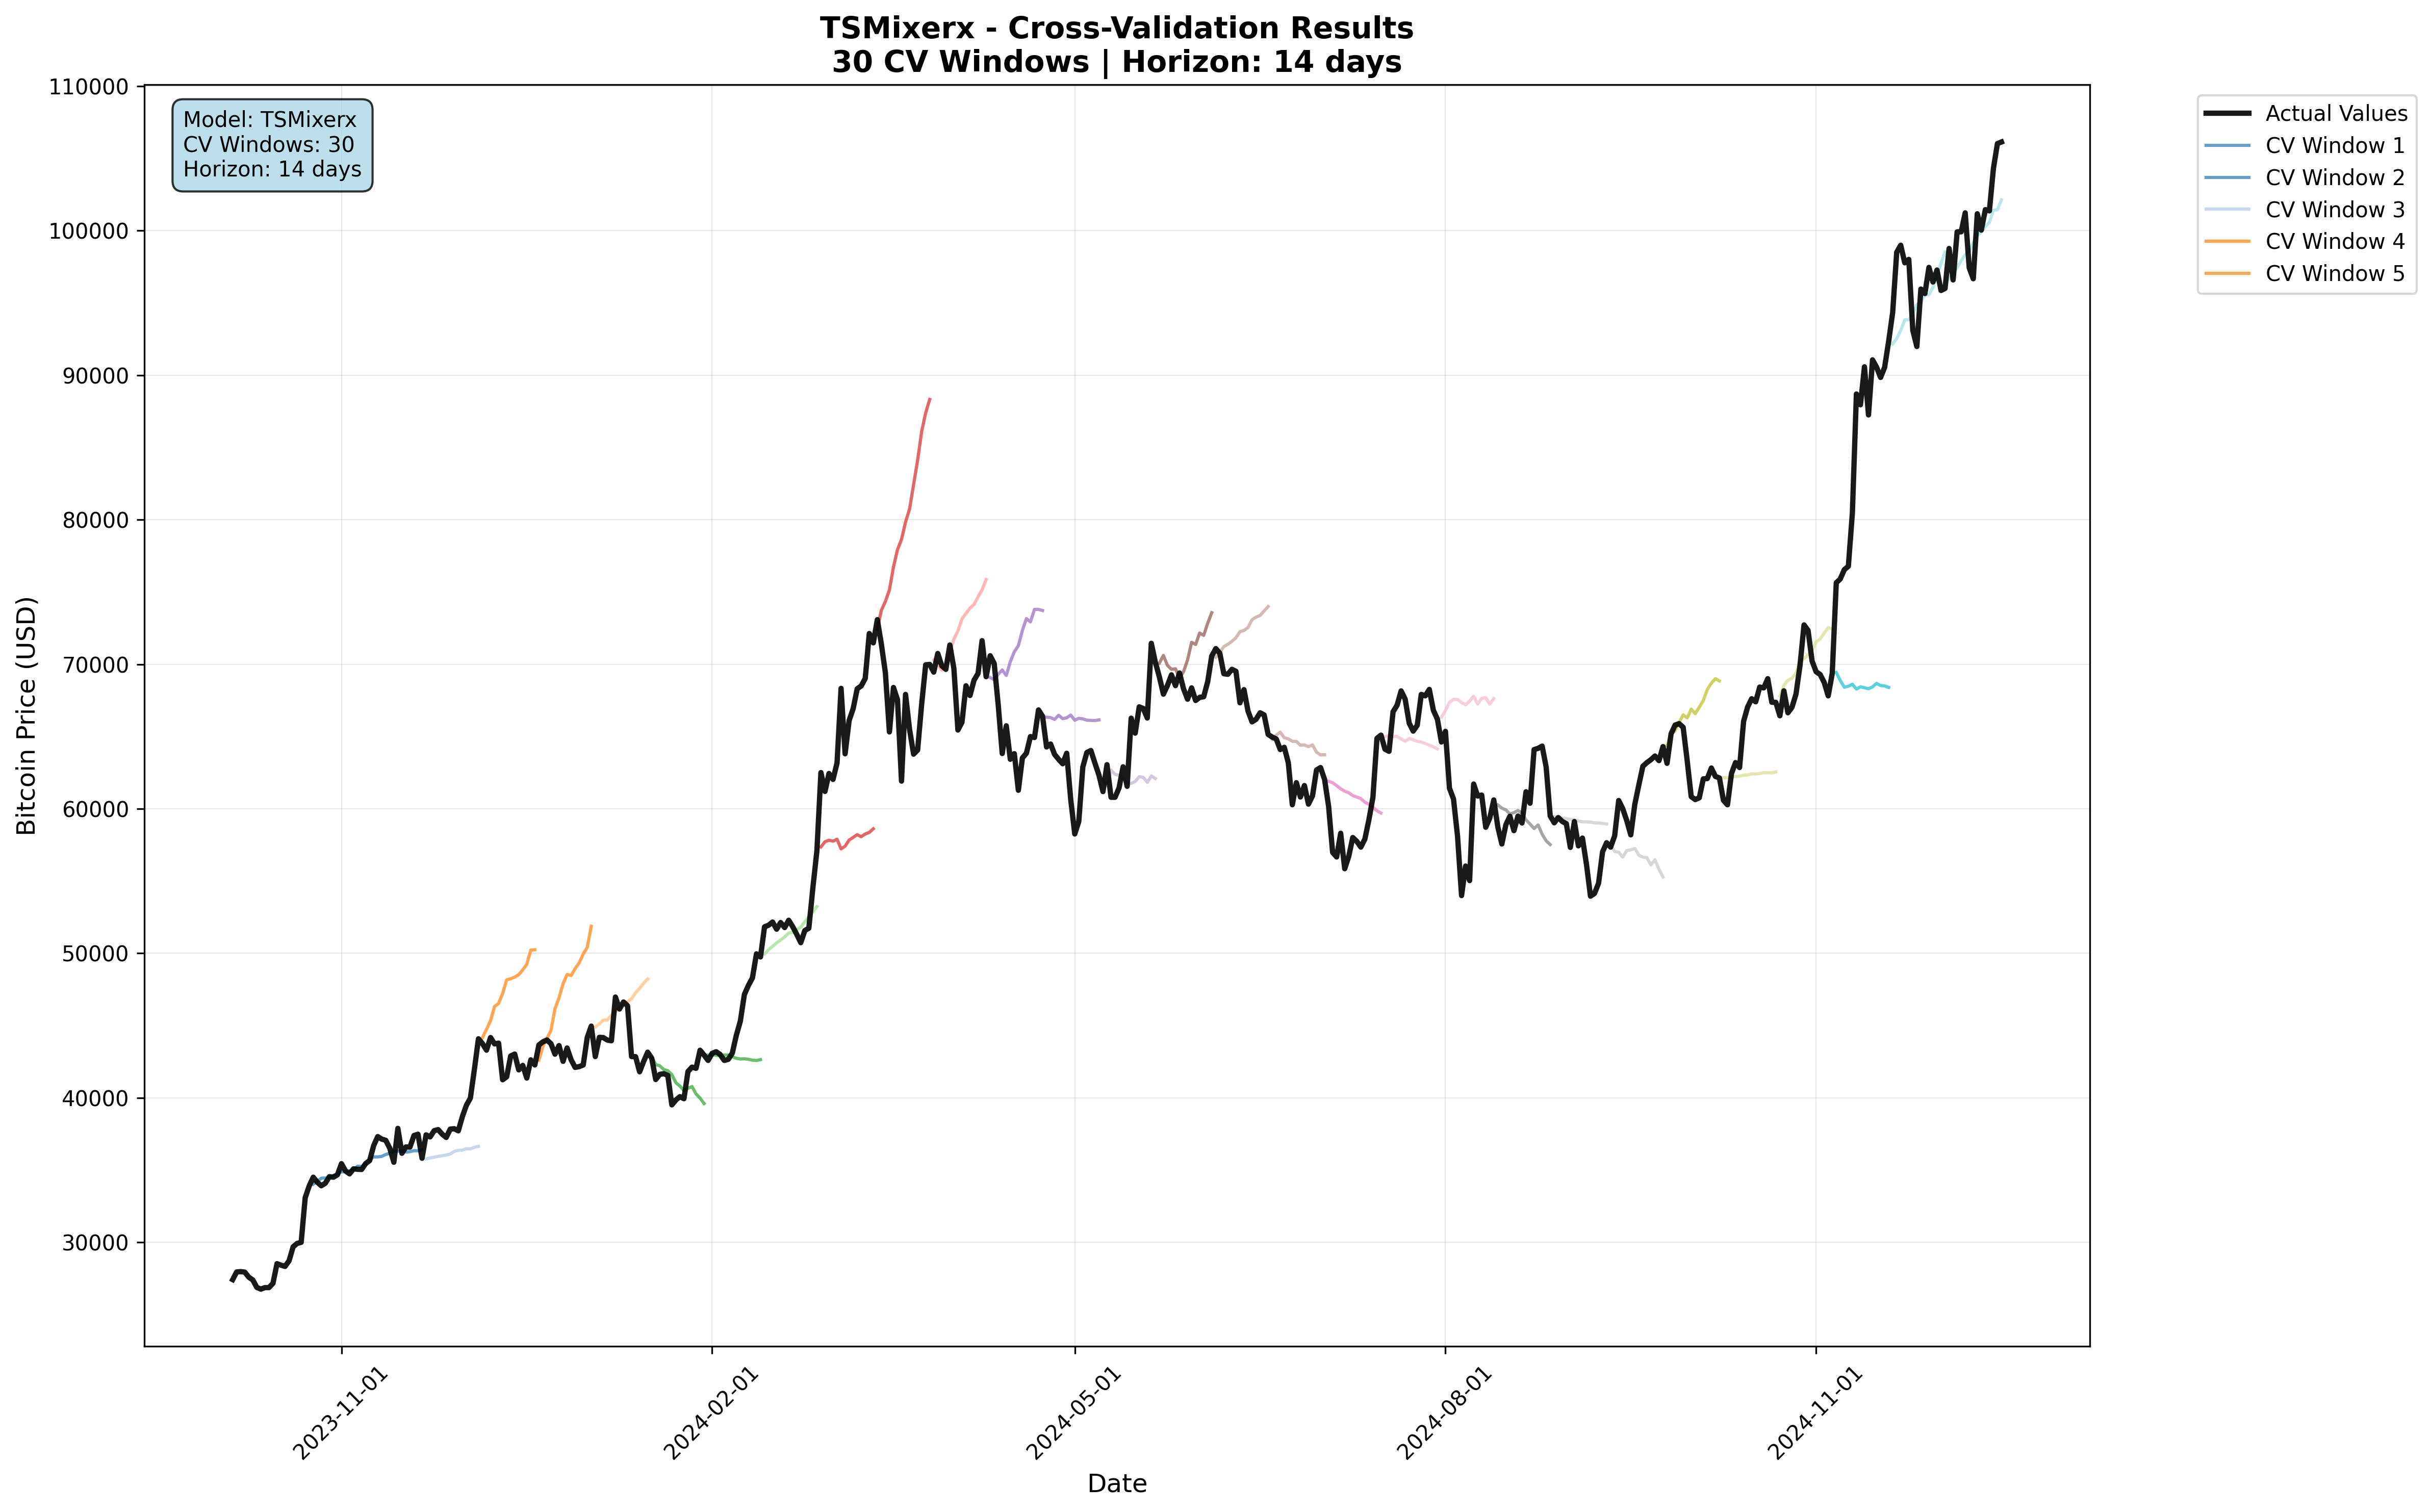 TSMixerx - Cross-Validation Results
30 CV Windows | Horizon: 14 days
Model: TSMixerx
CV Windows: 30
Horizon: 14 days
Actual Values
CV Window 1
CV Window 2
CV Window 3
CV Window 4
CV Window 5
Bitcoin Price (USD)
110000
100000
90000
80000
70000
60000
50000
40000
30000
2023-11-01
2024-02-01
2024-05-01
2024-08-01
2024-11-01
Date